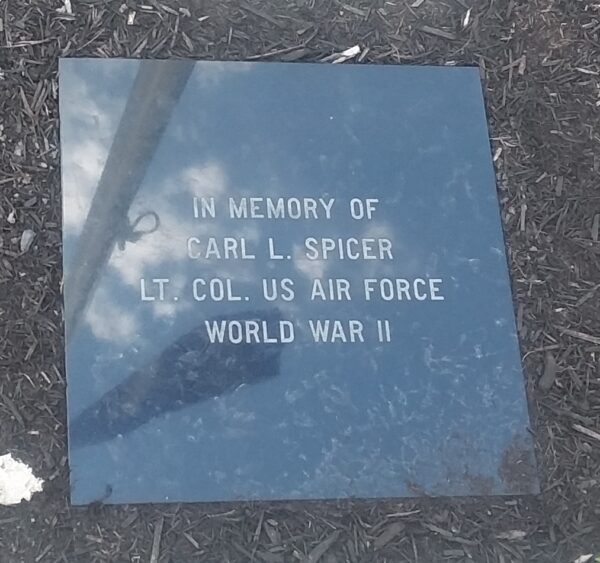 IN MEMORY OF
CARL L. SPICER
LT. COL. US AIR FORCE
WORLD WAR II